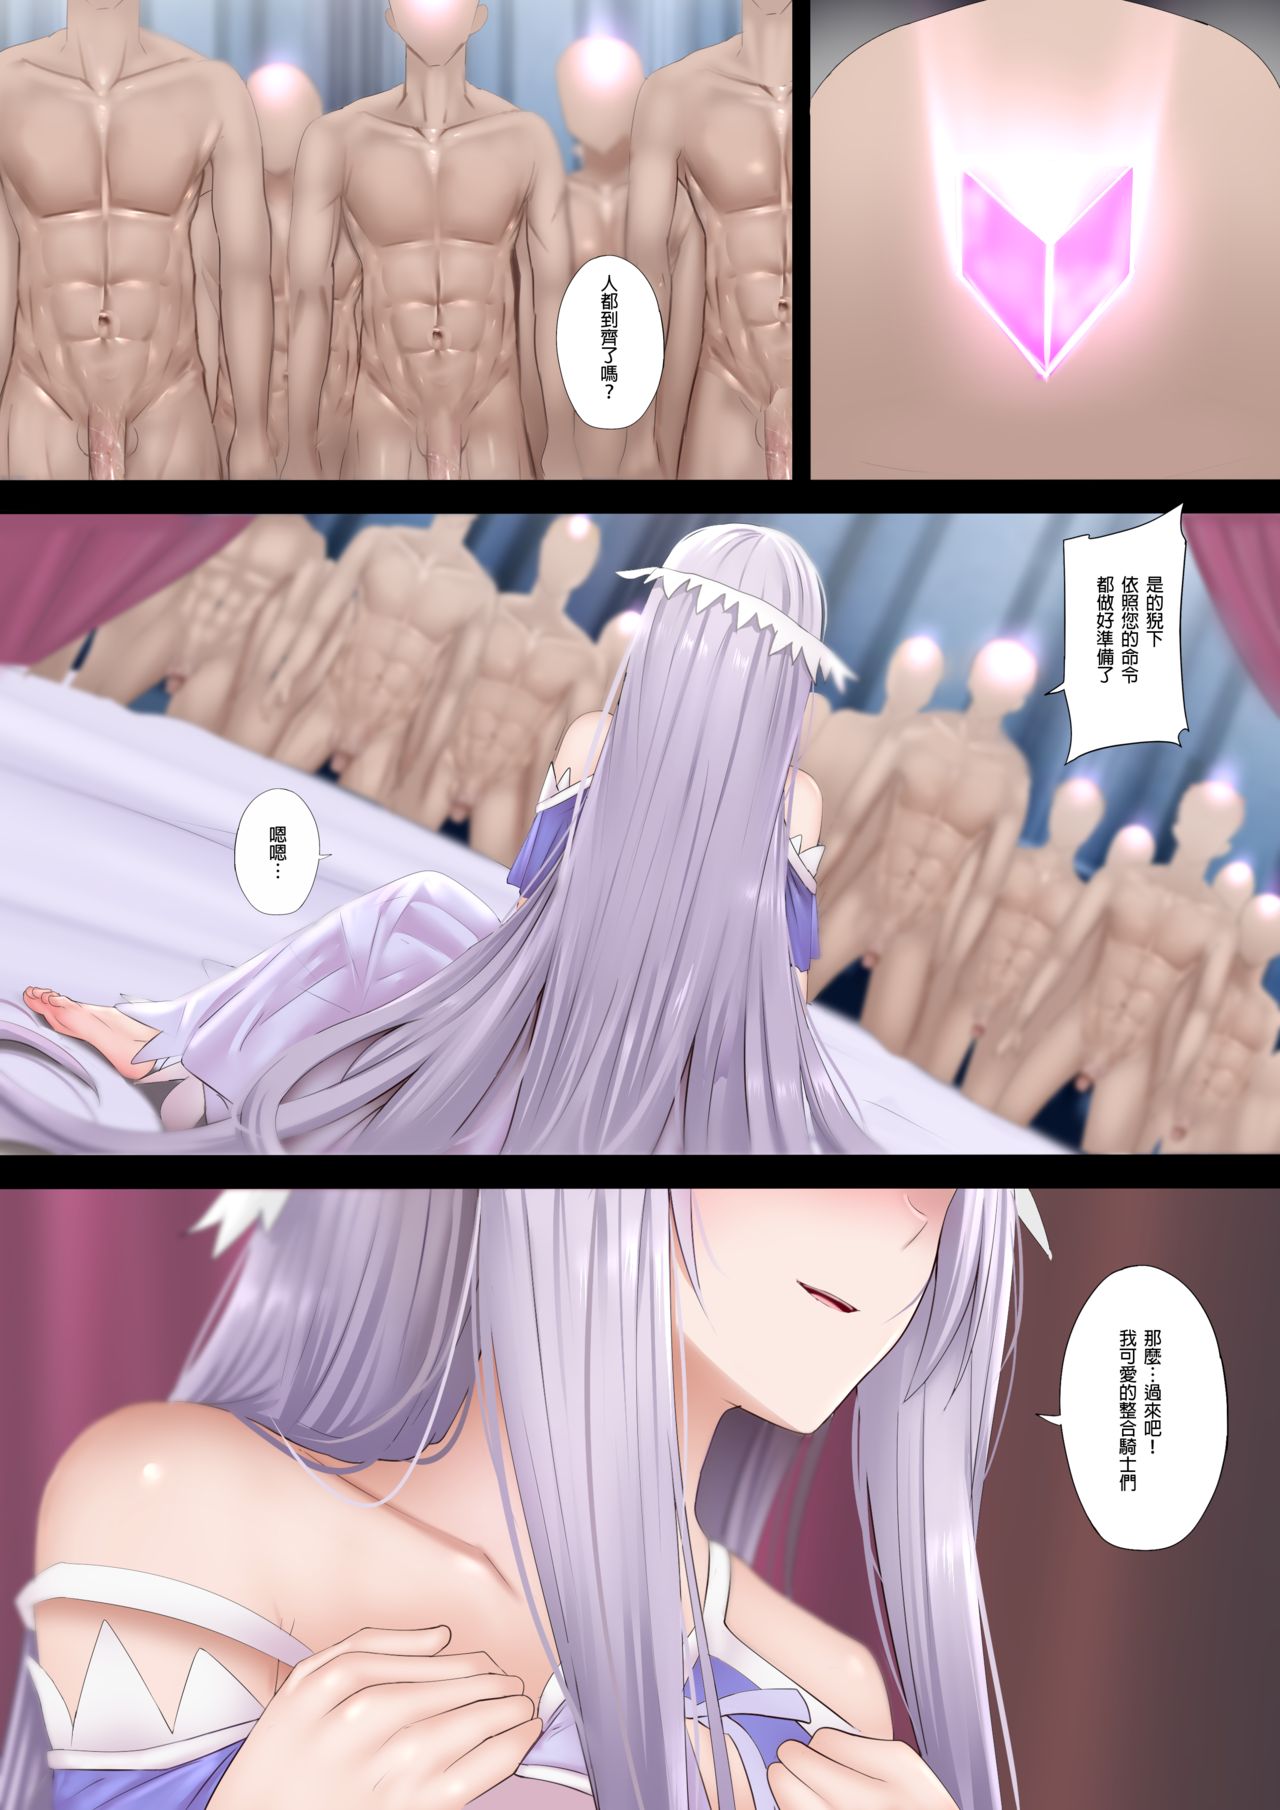 人都到齊了嗎？
是的猊下
依照您的命令
都做好準備了
嗯嗯…
那麼…過來吧！
我可愛的整合騎士們